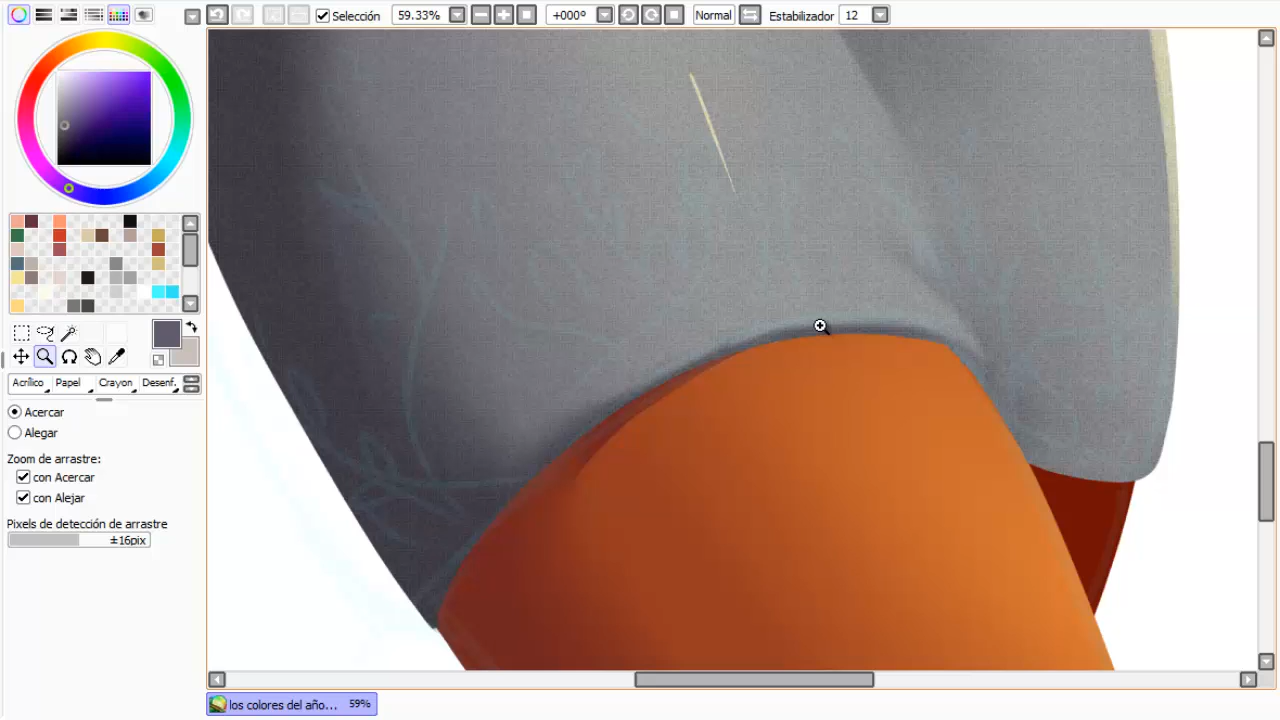 Selección 59.33% +000º Normal Estabilizador 12
Acrílico Papel Crayon Desenf.
Acercar
Alegar
Zoom de arrastre:
con Acercar
con Alejar
Pixels de detección de arrastre
±16pix
los colores del año... 59%